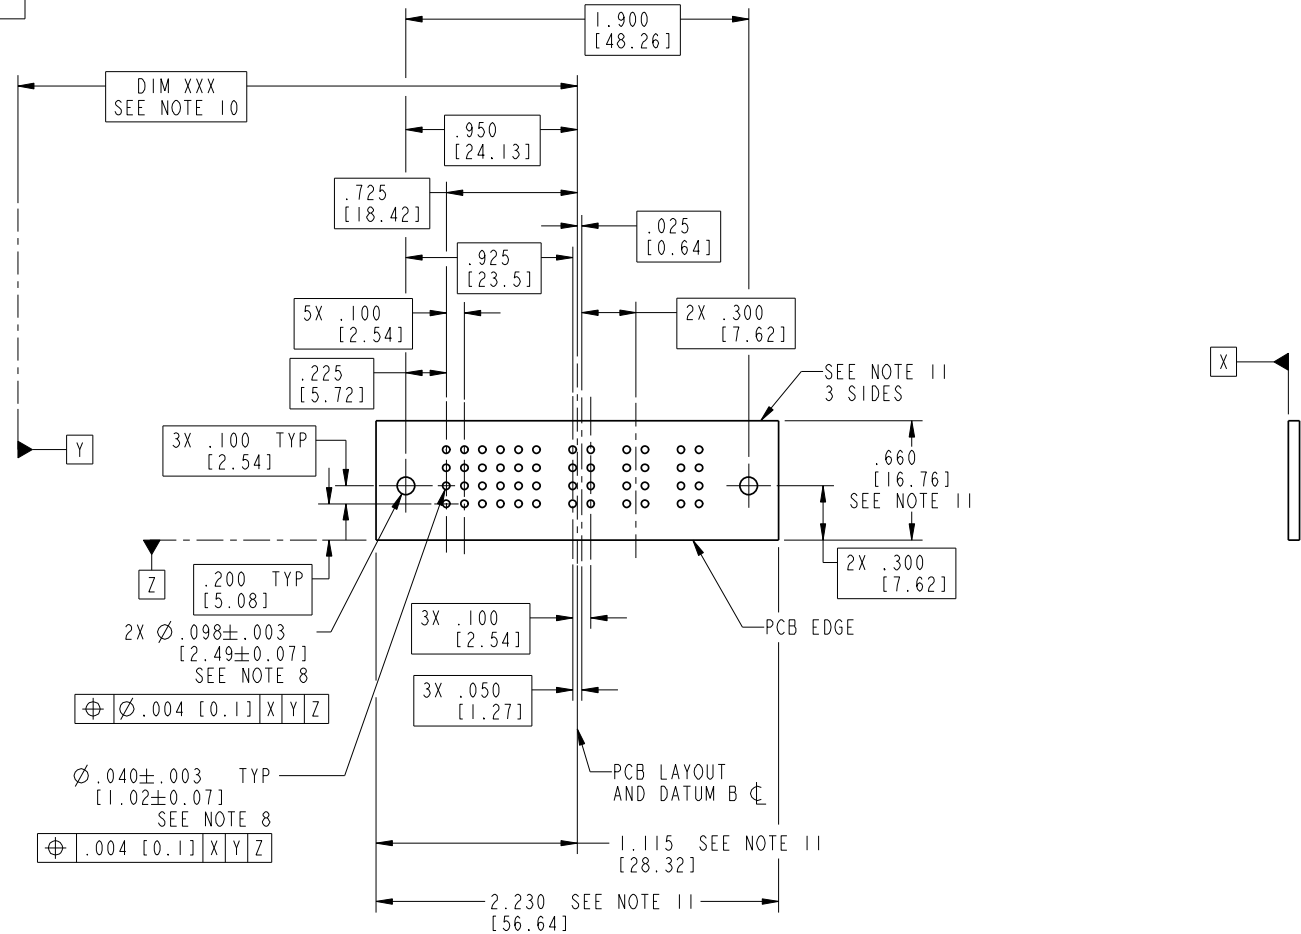 1.900
[48.26]
DIM XXX
SEE NOTE 10
.950
[24.13]
.725
[18.42]
.025
[0.64]
.925
[23.5]
5X .100
[2.54]
2X .300
[7.62]
.225
[5.72]
X
SEE NOTE 11
3 SIDES
Y
3X .100 TYP
[2.54]
.660
[16.76]
SEE NOTE 11
Z
.200 TYP
[5.08]
2X .300
[7.62]
2X Ø.098±.003
[2.49±0.07]
SEE NOTE 8
⌖ Ø.004 [0.1] X Y Z
3X .100
[2.54]
PCB EDGE
3X .050
[1.27]
Ø.040±.003 TYP
[1.02±0.07]
SEE NOTE 8
⌖ .004 [0.1] X Y Z
PCB LAYOUT
AND DATUM B ℄
1.115 SEE NOTE 11
[28.32]
2.230 SEE NOTE 11
[56.64]